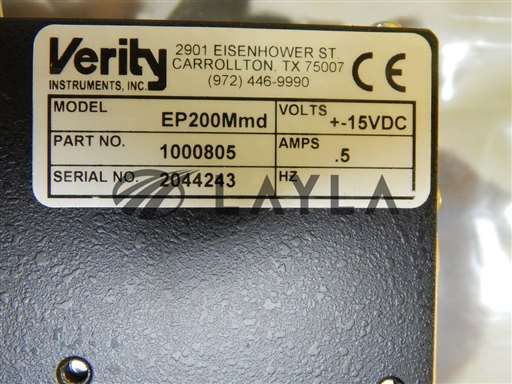 Verity
INSTRUMENTS, INC.
2901 EISENHOWER ST.
CARROLLTON, TX 75007
(972) 446-9990
CE
MODEL EP200Mmd VOLTS +-15VDC
PART NO. 1000805 AMPS .5
SERIAL NO. 2044243 HZ
LAYLA